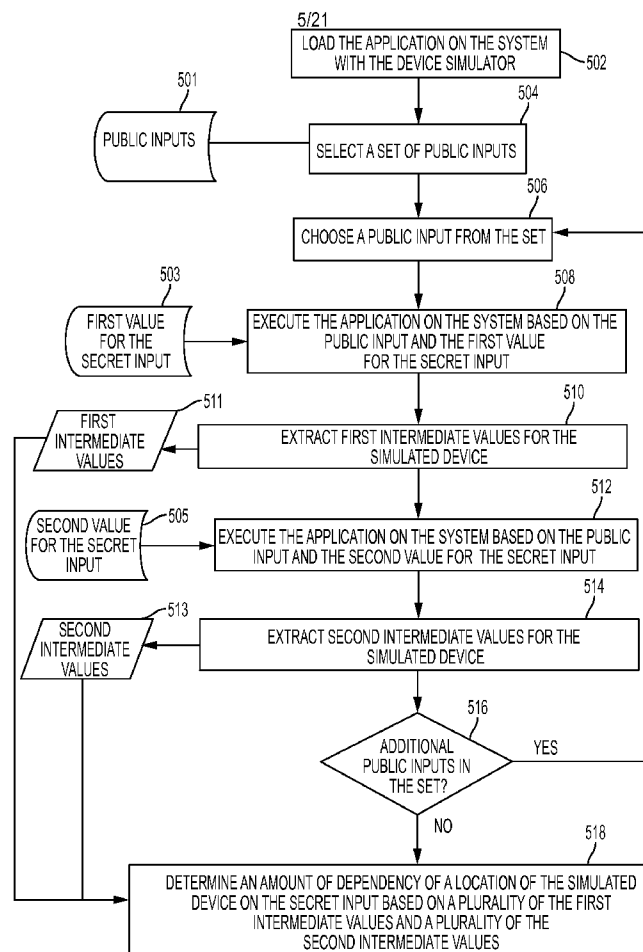 5/21
LOAD THE APPLICATION ON THE SYSTEM
WITH THE DEVICE SIMULATOR
502
501
PUBLIC INPUTS
504
SELECT A SET OF PUBLIC INPUTS
506
CHOOSE A PUBLIC INPUT FROM THE SET
503
FIRST VALUE
FOR THE
SECRET INPUT
508
EXECUTE THE APPLICATION ON THE SYSTEM BASED ON THE
PUBLIC INPUT AND THE FIRST VALUE
FOR THE SECRET INPUT
511
FIRST
INTERMEDIATE
VALUES
510
EXTRACT FIRST INTERMEDIATE VALUES FOR THE
SIMULATED DEVICE
SECOND VALUE
505
FOR THE SECRET
INPUT
512
EXECUTE THE APPLICATION ON THE SYSTEM BASED ON THE PUBLIC
INPUT AND THE SECOND VALUE FOR THE SECRET INPUT
513
SECOND
INTERMEDIATE
VALUES
514
EXTRACT SECOND INTERMEDIATE VALUES FOR THE
SIMULATED DEVICE
516
ADDITIONAL
PUBLIC INPUTS IN
THE SET?
YES
NO
518
DETERMINE AN AMOUNT OF DEPENDENCY OF A LOCATION OF THE SIMULATED
DEVICE ON THE SECRET INPUT BASED ON A PLURALITY OF THE FIRST
INTERMEDIATE VALUES AND A PLURALITY OF THE
SECOND INTERMEDIATE VALUES